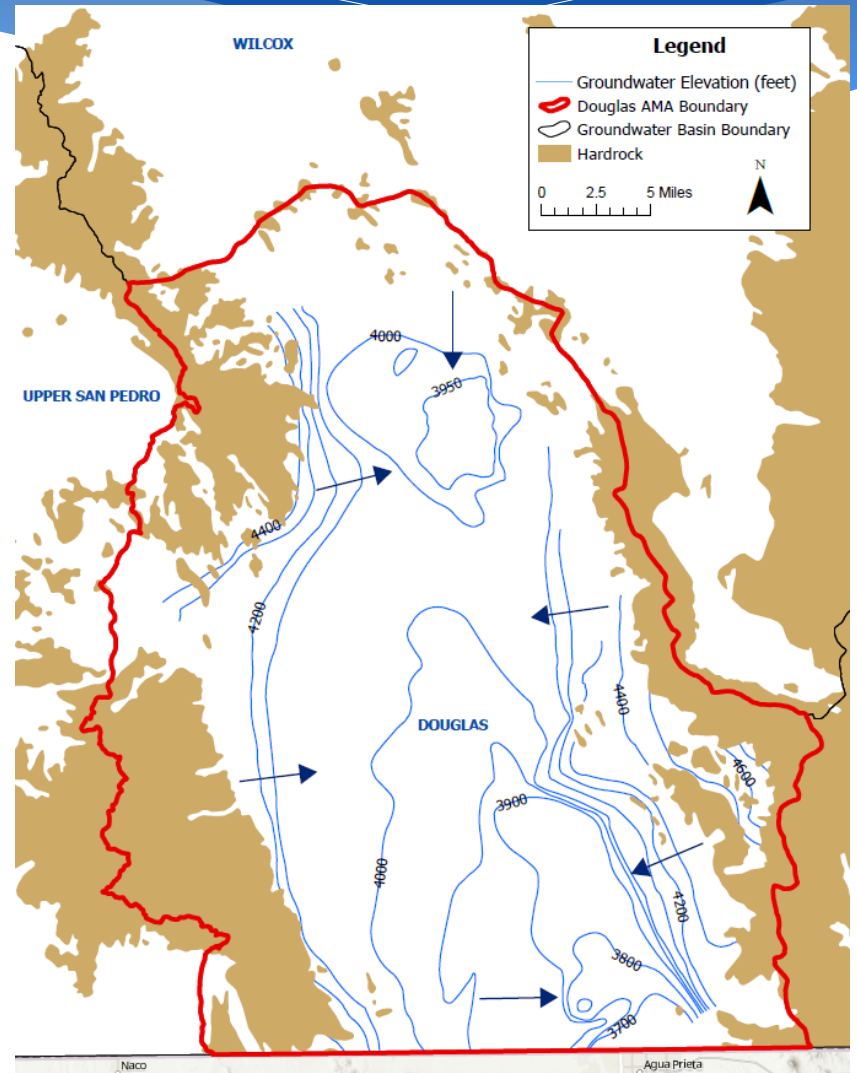 WILCOX
Legend
Groundwater Elevation (feet)
Douglas AMA Boundary
Groundwater Basin Boundary
Hardrock
N
0 2.5 5 Miles
4000
3950
UPPER SAN PEDRO
4400
4200
4400
DOUGLAS
4600
3900
4000
4200
3800
3700
Naco
Agua Prieta